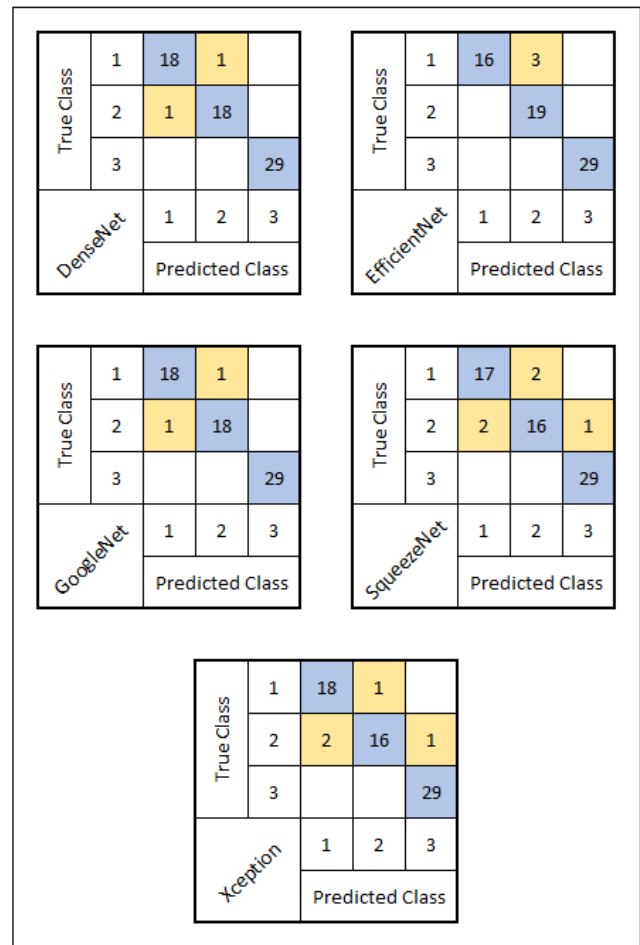 True Class
1 18 1
2 1 18
3 29
DenseNet
1 2 3
Predicted Class
True Class
1 16 3
2 19
3 29
EfficientNet
1 2 3
Predicted Class
True Class
1 18 1
2 1 18
3 29
GoogleNet
1 2 3
Predicted Class
True Class
1 17 2
2 2 16 1
3 29
SqueezeNet
1 2 3
Predicted Class
True Class
1 18 1
2 2 16 1
3 29
Xception
1 2 3
Predicted Class